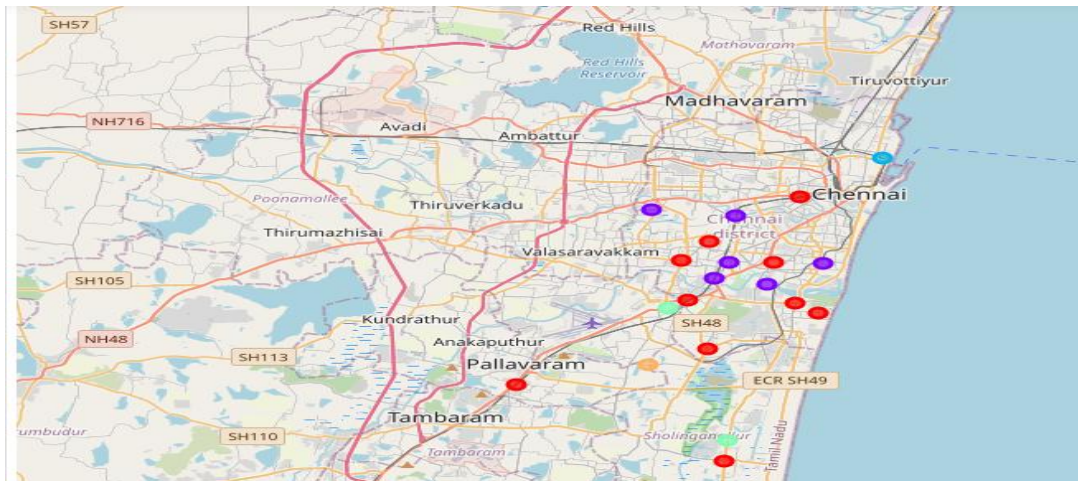 SH57
Red Hills
Mathavaram
Red Hills
Reservoir
Tiruvottiyur
Madhavaram
NH716
Avadi
Ambattur
Poonamallee
Chennai
Thiruverkadu
Chennai
district
Thirumazhisai
Valasaravakkam
SH105
Kundrathur
SH48
NH48
Anakaputhur
SH113
Pallavaram
ECR SH49
Tambaram
SH110
Tambaram
Tamil Nadu